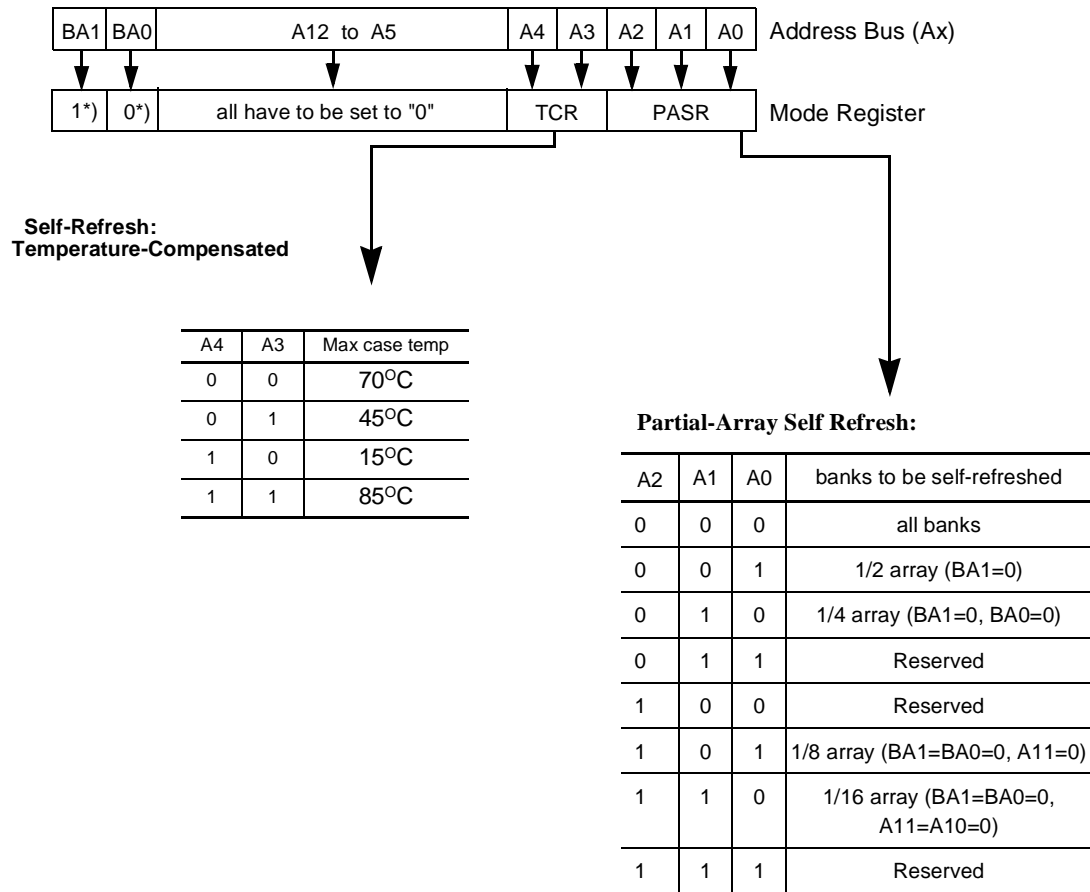 BA1 BA0 A12 to A5 A4 A3 A2 A1 A0 Address Bus (Ax)
1*) 0*) all have to be set to "0" TCR PASR Mode Register
Self-Refresh:
Temperature-Compensated
A4 A3 Max case temp
0 0 70°C
0 1 45°C
1 0 15°C
1 1 85°C
Partial-Array Self Refresh:
A2 A1 A0 banks to be self-refreshed
0 0 0 all banks
0 0 1 1/2 array (BA1=0)
0 1 0 1/4 array (BA1=0, BA0=0)
0 1 1 Reserved
1 0 0 Reserved
1 0 1 1/8 array (BA1=BA0=0, A11=0)
1 1 0 1/16 array (BA1=BA0=0,
A11=A10=0)
1 1 1 Reserved